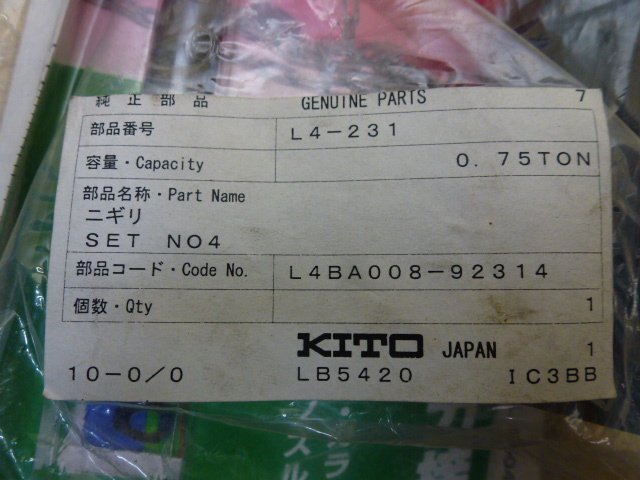 純正部品 GENUINE PARTS 7
部品番号 L4-231
容量・Capacity 0.75TON
部品名称・Part Name
ニギリ
SET NO4
部品コード・Code No. L4BA008-92314
個数・Qty 1
KITO JAPAN 1
10-0/0 LB5420 IC3BB